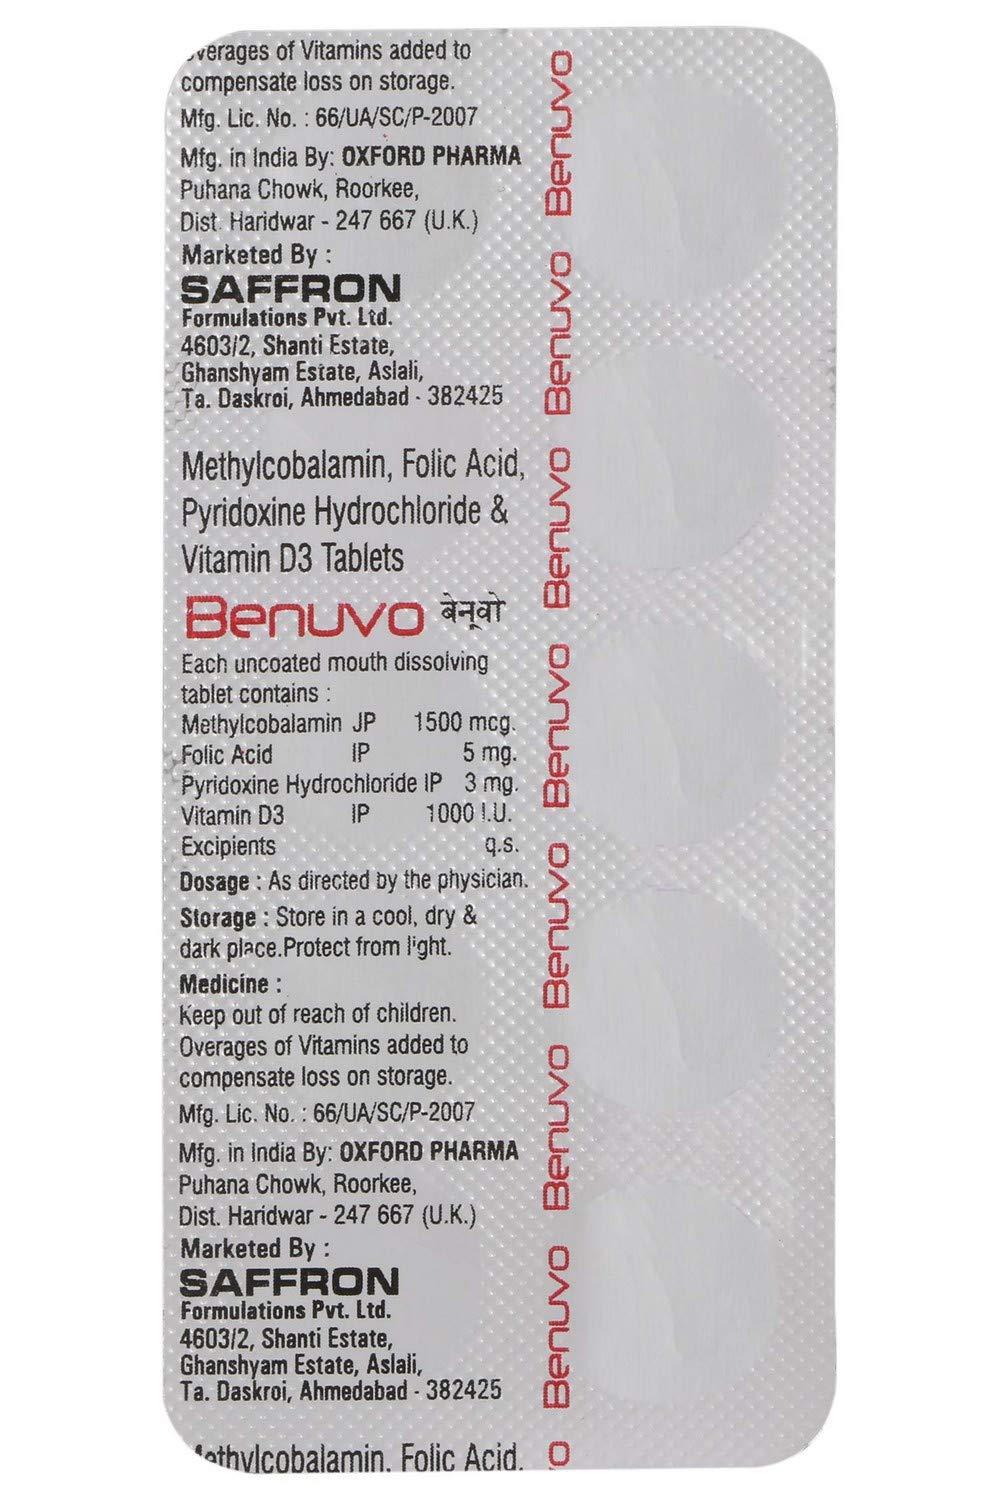 Overages of Vitamins added to
compensate loss on storage.
Mfg. Lic. No. : 66/UA/SC/P-2007
Mfg. in India By: OXFORD PHARMA
Puhana Chowk, Roorkee,
Dist. Haridwar - 247 667 (U.K.)
Marketed By :
SAFFRON
Formulations Pvt. Ltd.
4603/2, Shanti Estate,
Ghanshyam Estate, Aslali,
Ta. Daskroi, Ahmedabad - 382425
Methylcobalamin, Folic Acid,
Pyridoxine Hydrochloride &
Vitamin D3 Tablets
Benuvo बेनूवो
Each uncoated mouth dissolving
tablet contains :
Methylcobalamin JP 1500 mcg.
Folic Acid IP 5 mg.
Pyridoxine Hydrochloride IP 3 mg.
Vitamin D3 IP 1000 I.U.
Excipients q.s.
Dosage : As directed by the physician.
Storage : Store in a cool, dry &
dark place.Protect from light.
Medicine :
Keep out of reach of children.
Overages of Vitamins added to
compensate loss on storage.
Mfg. Lic. No. : 66/UA/SC/P-2007
Mfg. in India By: OXFORD PHARMA
Puhana Chowk, Roorkee,
Dist. Haridwar - 247 667 (U.K.)
Marketed By :
SAFFRON
Formulations Pvt. Ltd.
4603/2, Shanti Estate,
Ghanshyam Estate, Aslali,
Ta. Daskroi, Ahmedabad - 382425
Methylcobalamin, Folic Acid,
Benuvo
Benuvo
Benuvo
Benuvo
Benuvo
Benuvo
Benuvo